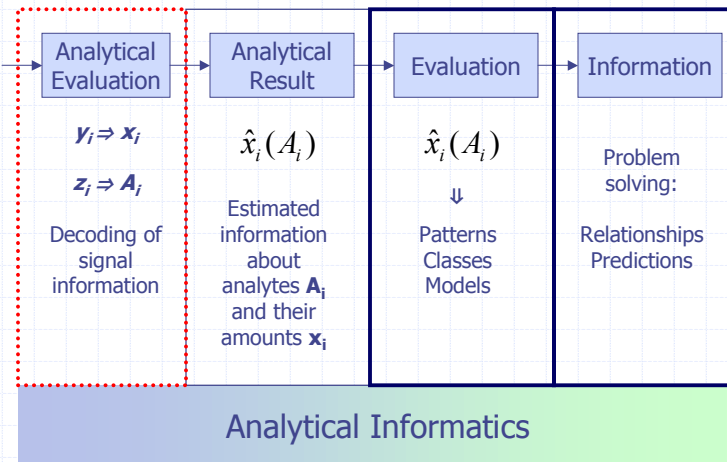 Analytical
Evaluation
yᵢ ⇒ xᵢ
zᵢ ⇒ Aᵢ
Decoding of
signal
information
Analytical
Result
x̂ᵢ(Aᵢ)
Estimated
information
about
analytes Aᵢ
and their
amounts xᵢ
Evaluation
x̂ᵢ(Aᵢ)
⇓
Patterns
Classes
Models
Information
Problem
solving:
Relationships
Predictions
Analytical Informatics